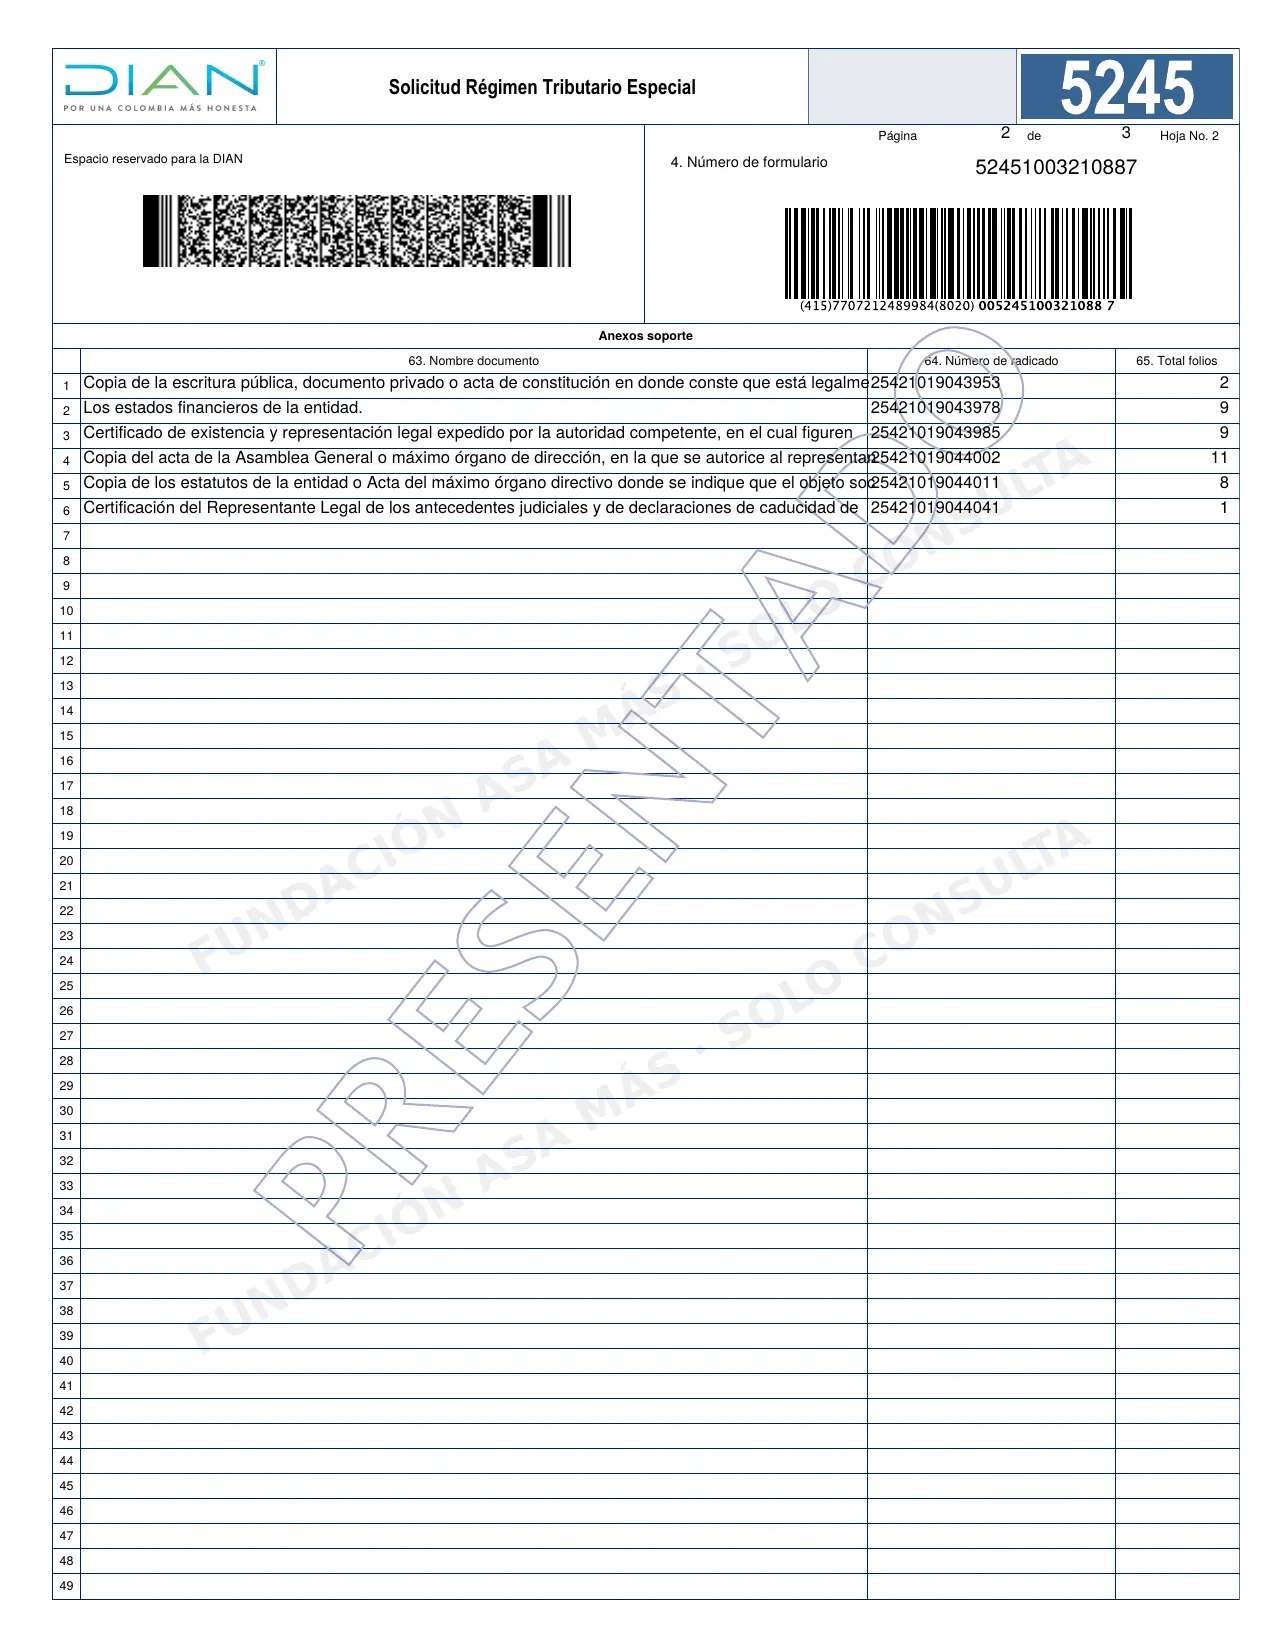 DIAN®
POR UNA COLOMBIA MÁS HONESTA
Solicitud Régimen Tributario Especial
5245
Página 2 de 3 Hoja No. 2
Espacio reservado para la DIAN
4. Número de formulario
52451003210887
(415)7707212489984(8020) 005245100321088 7
Anexos soporte
63. Nombre documento 64. Número de radicado 65. Total folios
1 Copia de la escritura pública, documento privado o acta de constitución en donde conste que está legalme 25421019043953 2
2 Los estados financieros de la entidad. 25421019043978 9
3 Certificado de existencia y representación legal expedido por la autoridad competente, en el cual figuren 25421019043985 9
4 Copia del acta de la Asamblea General o máximo órgano de dirección, en la que se autorice al representan 25421019044002 11
5 Copia de los estatutos de la entidad o Acta del máximo órgano directivo donde se indique que el objeto soc 25421019044011 8
6 Certificación del Representante Legal de los antecedentes judiciales y de declaraciones de caducidad de 25421019044041 1
7
8
9
10
11
12
13
14
15
16
17
18
19
20
21
22
23
24
25
26
27
28
29
30
31
32
33
34
35
36
37
38
39
40
41
42
43
44
45
46
47
48
49
PRESENTADO
FUNDACIÓN ASA MÁS · SOLO CONSULTA
FUNDACIÓN ASA MÁS · SOLO CONSULTA